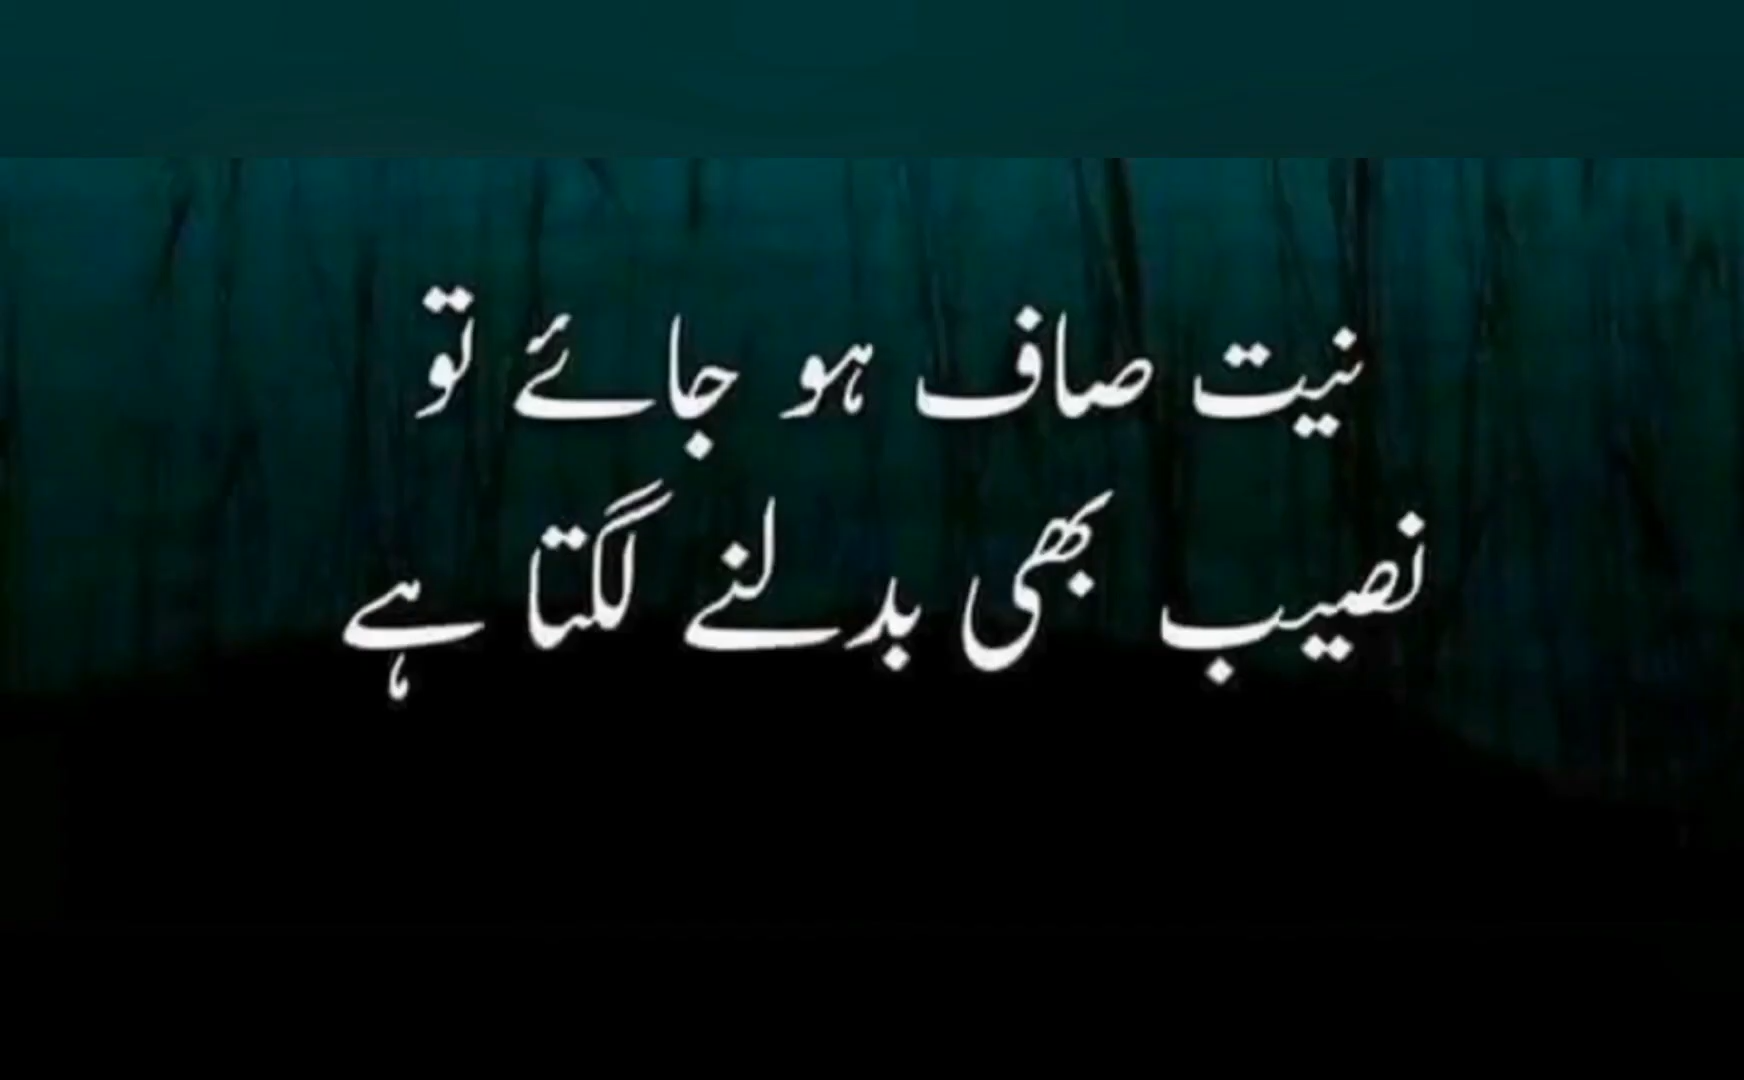 نیت صاف ہو جائے تو
نصیب بھی بدلنے لگتا ہے